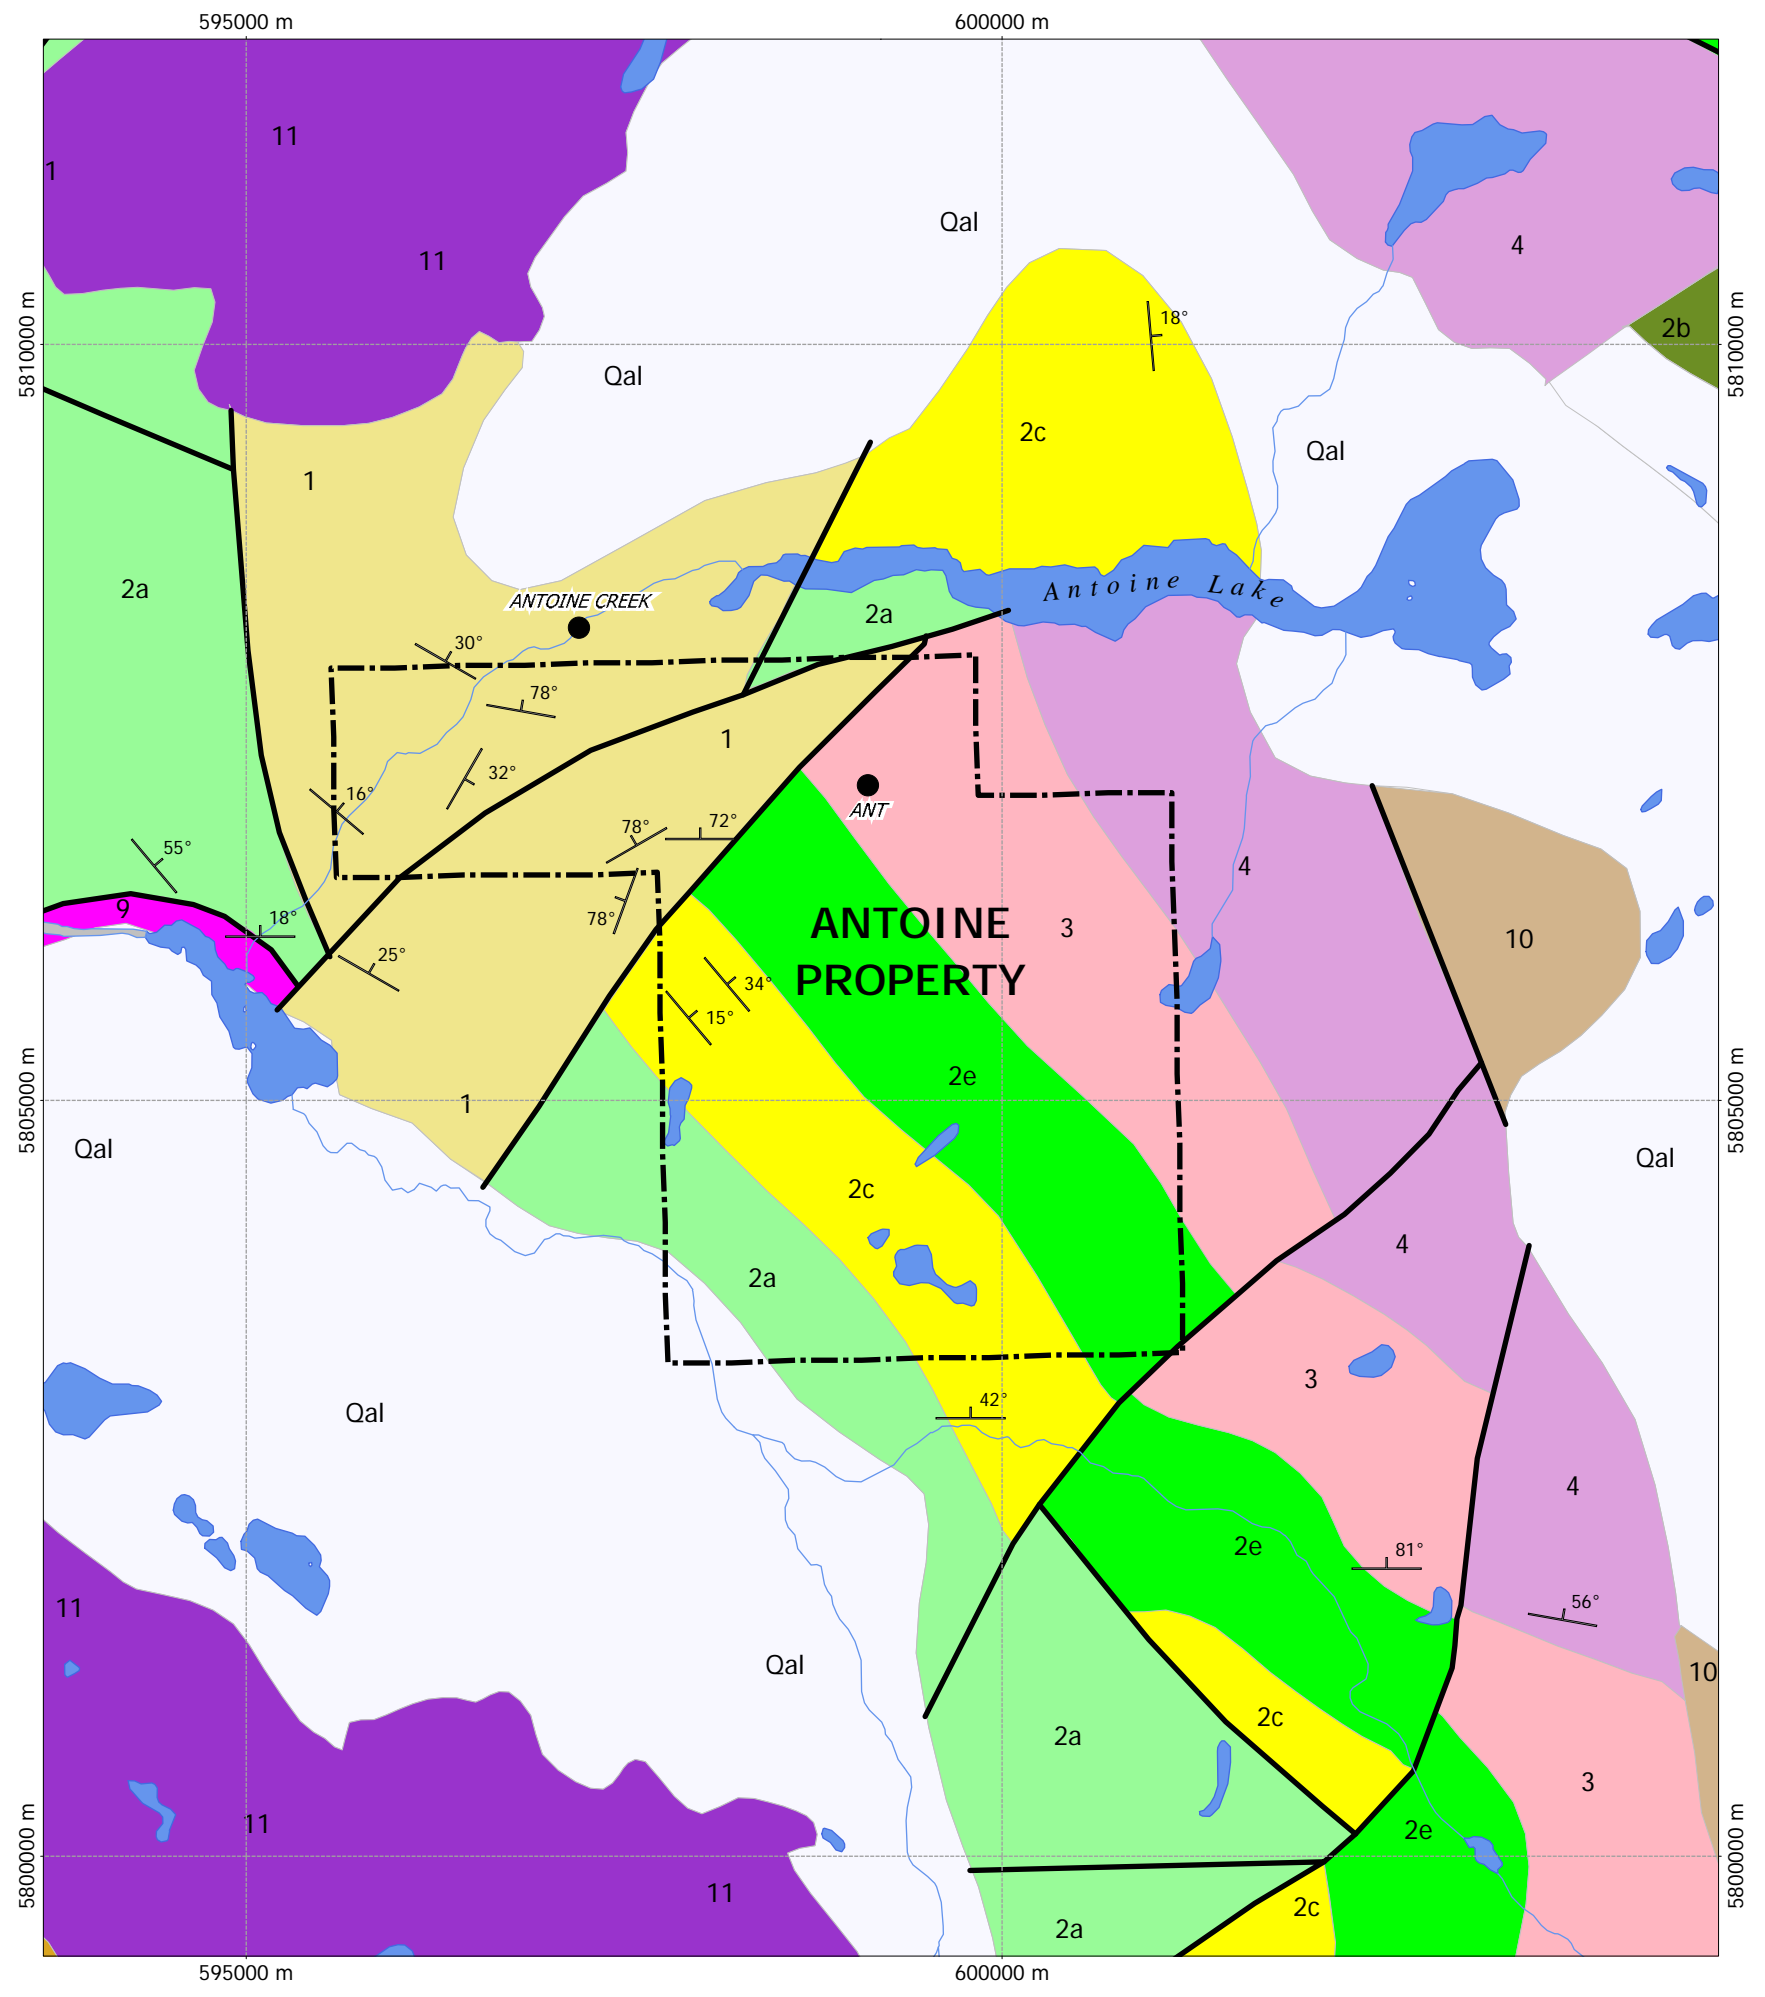 595000 m
600000 m
11
1
Qal
4
11
5810000 m
18°
2b
5810000 m
Qal
2c
Qal
1
2a
Antoine Lake
ANTOINE CREEK
2a
30°
78°
1
32°
16°
ANT
78°
72°
55°
4
9
18°
78°
ANTOINE
PROPERTY
3
10
25°
34°
15°
2e
5805000 m
1
5805000 m
Qal
Qal
2c
4
2a
3
42°
Qal
4
2e
81°
11
56°
Qal
10
2c
2a
3
11
2e
5800000 m
5800000 m
11
2c
2a
595000 m
600000 m